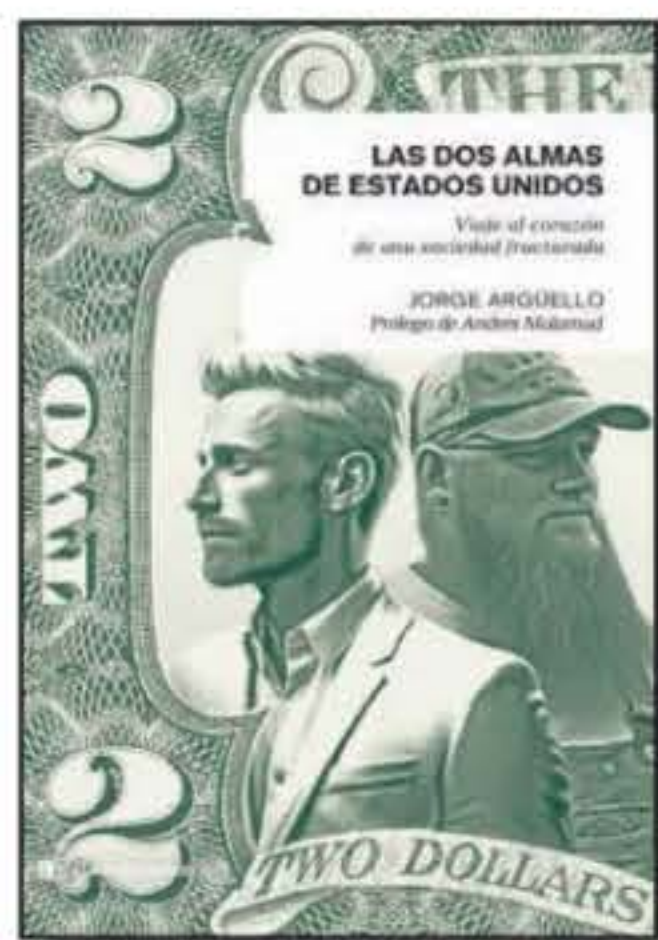 2
THE
LAS DOS ALMAS
DE ESTADOS UNIDOS
Viaje al corazón
de una sociedad fracturada
JORGE ARGÜELLO
Prólogo de Andrés Malamud
TWO
2
TWO DOLLARS